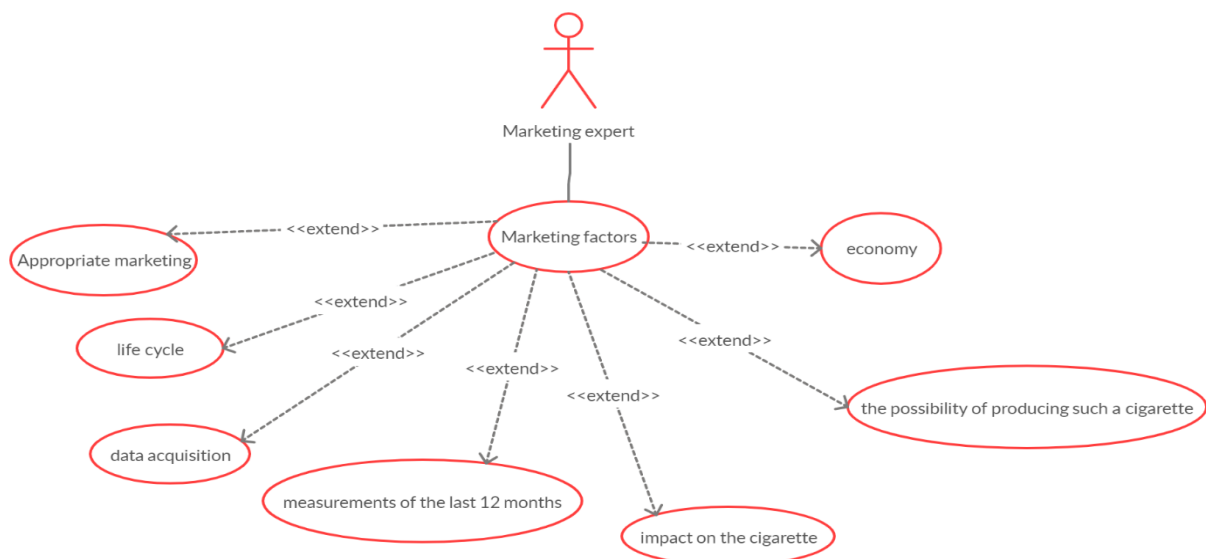 Marketing expert
<<extend>>
Marketing factors
<<extend>>
economy
Appropriate marketing
<<extend>>
<<extend>>
life cycle
<<extend>>
<<extend>>
<<extend>>
the possibility of producing such a cigarette
data acquisition
measurements of the last 12 months
impact on the cigarette